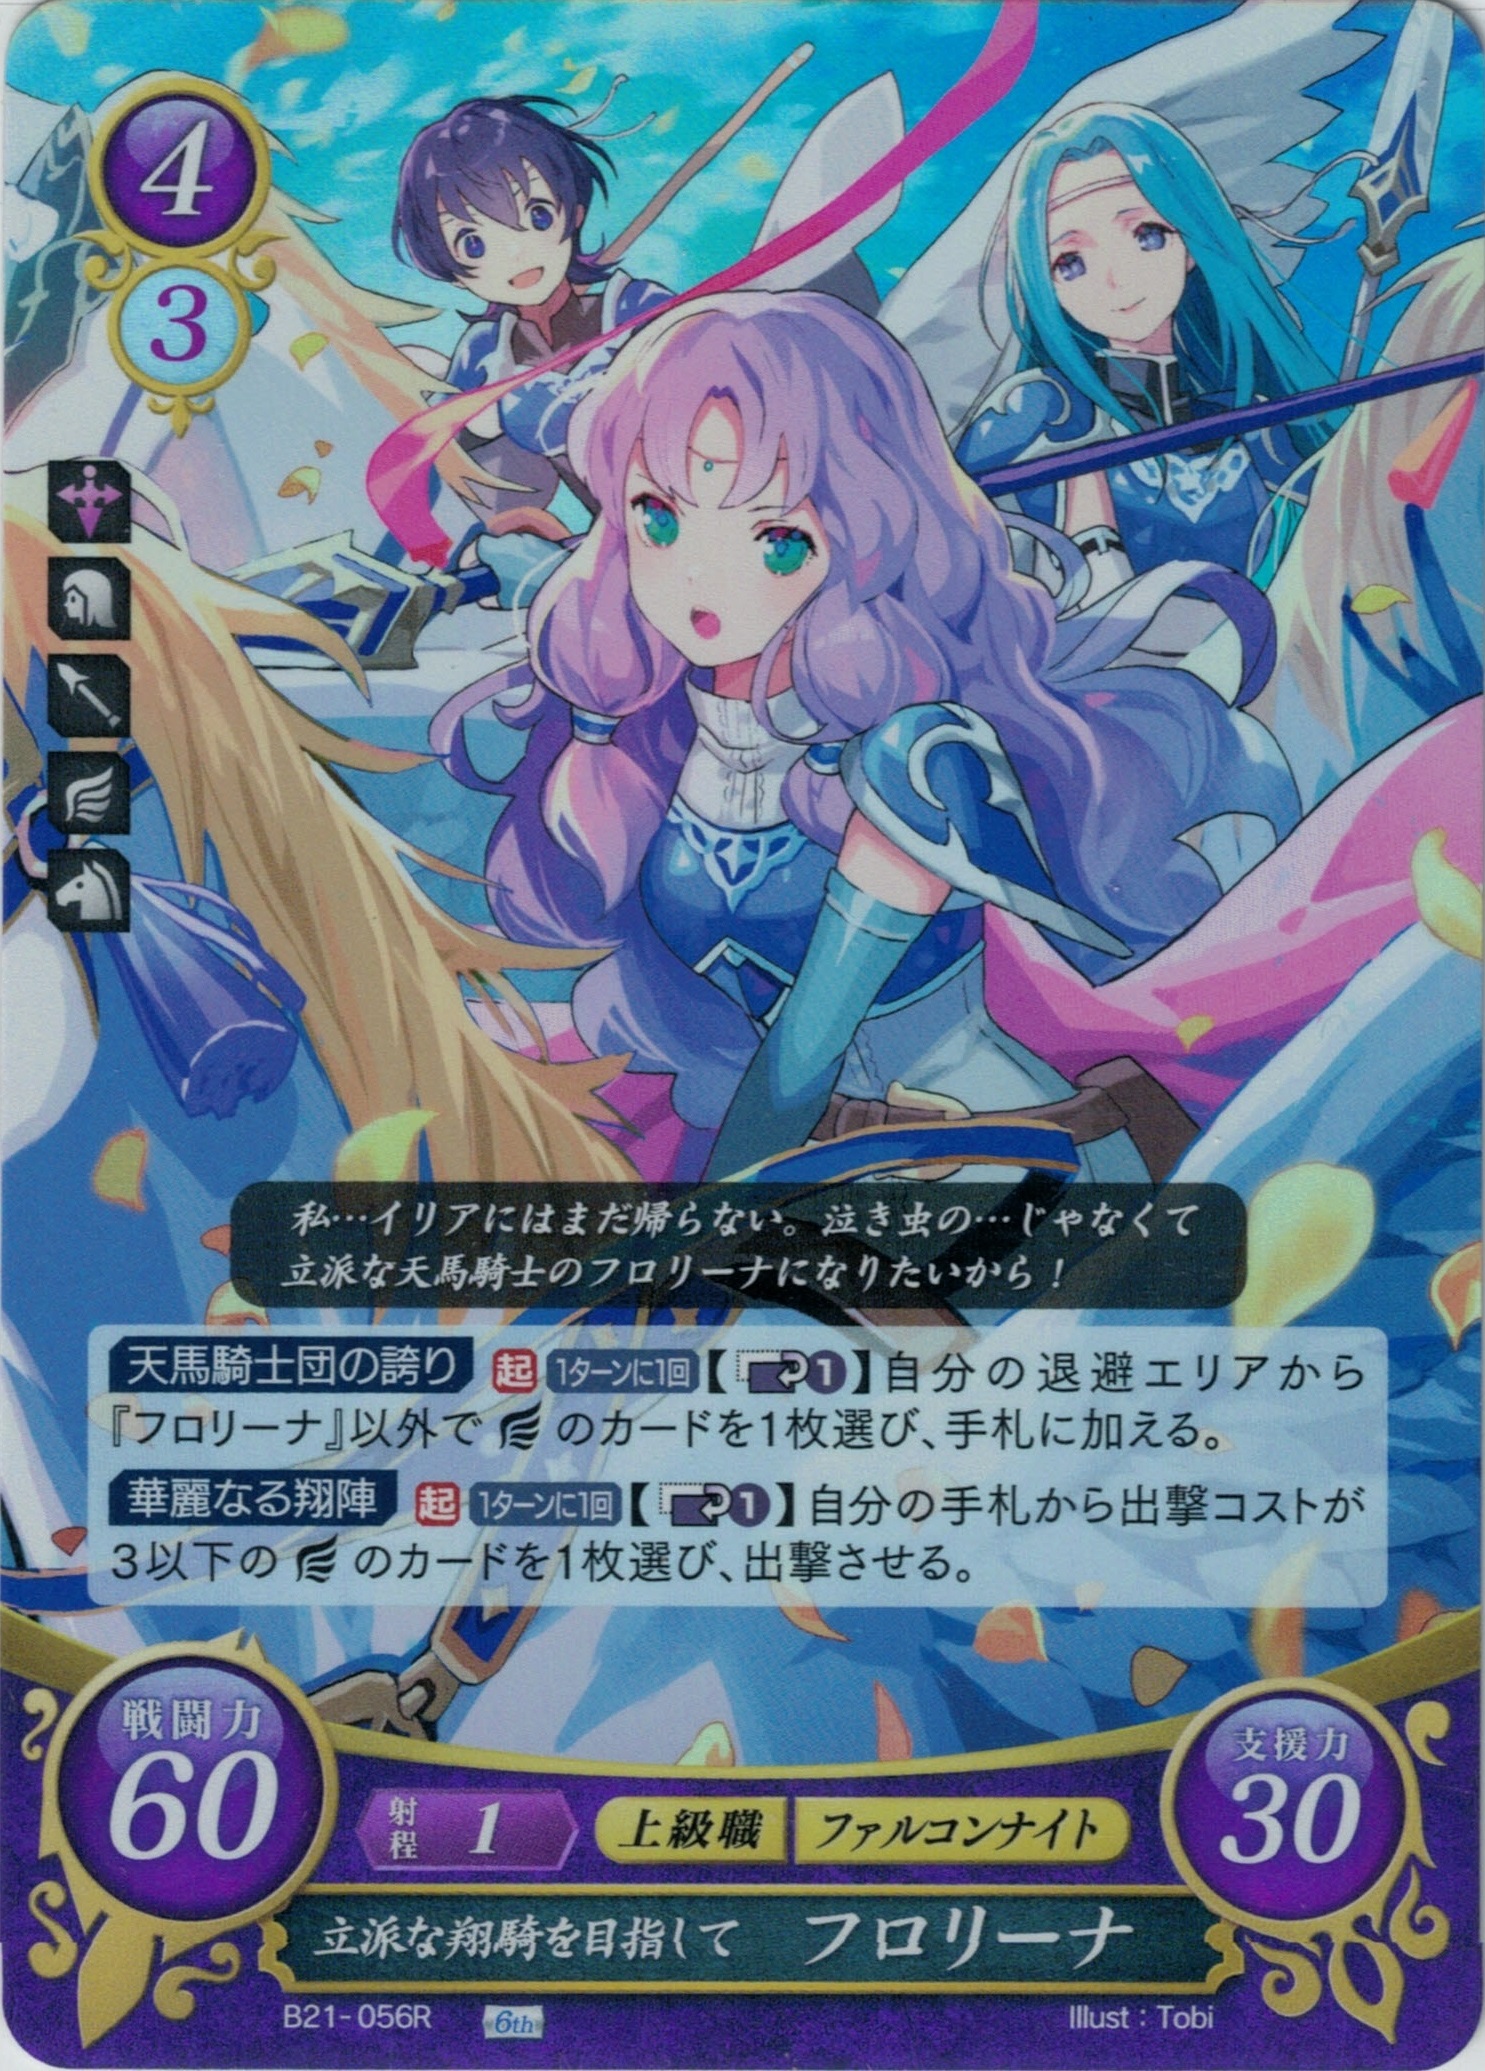 4
3
私…イリアにはまだ帰らない。泣き虫の…じゃなくて
立派な天馬騎士のフロリーナになりたいから！
天馬騎士団の誇り 起 1ターンに1回【1】自分の退避エリアから
『フロリーナ』以外で のカードを1枚選び、手札に加える。
華麗なる翔陣 起 1ターンに1回【1】自分の手札から出撃コストが
3以下の のカードを1枚選び、出撃させる。
戦闘力
60
射程 1
上級職 ファルコンナイト
支援力
30
立派な翔騎を目指して フロリーナ
B21-056R 6th Illust：Tobi